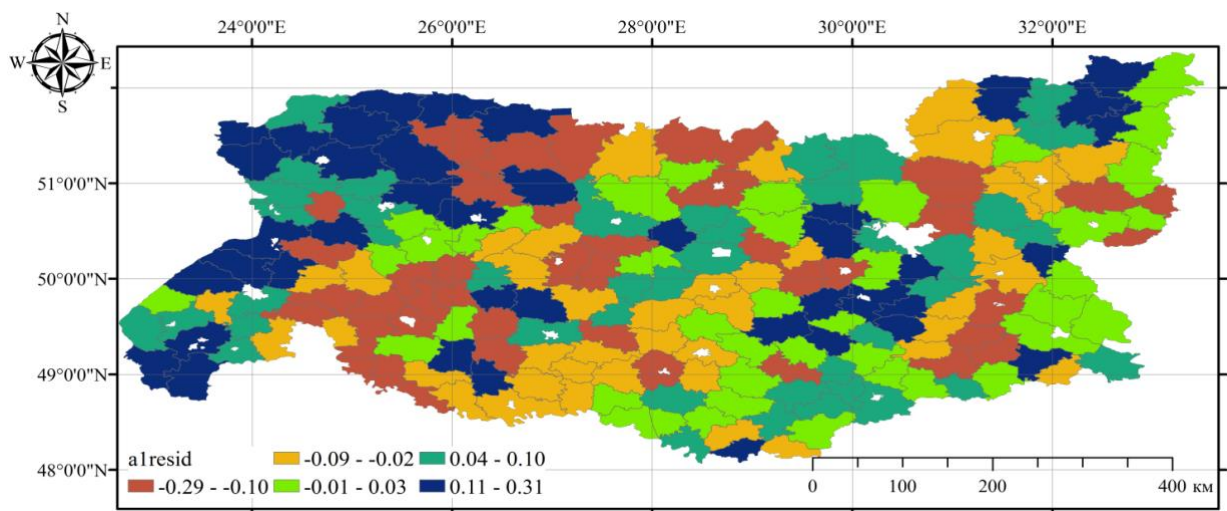 N
W E
S
24°0'0"E 26°0'0"E 28°0'0"E 30°0'0"E 32°0'0"E
51°0'0"N
50°0'0"N
49°0'0"N
48°0'0"N
a1resid
-0.29 - -0.10
-0.09 - -0.02
-0.01 - 0.03
0.04 - 0.10
0.11 - 0.31
0 100 200 400 км